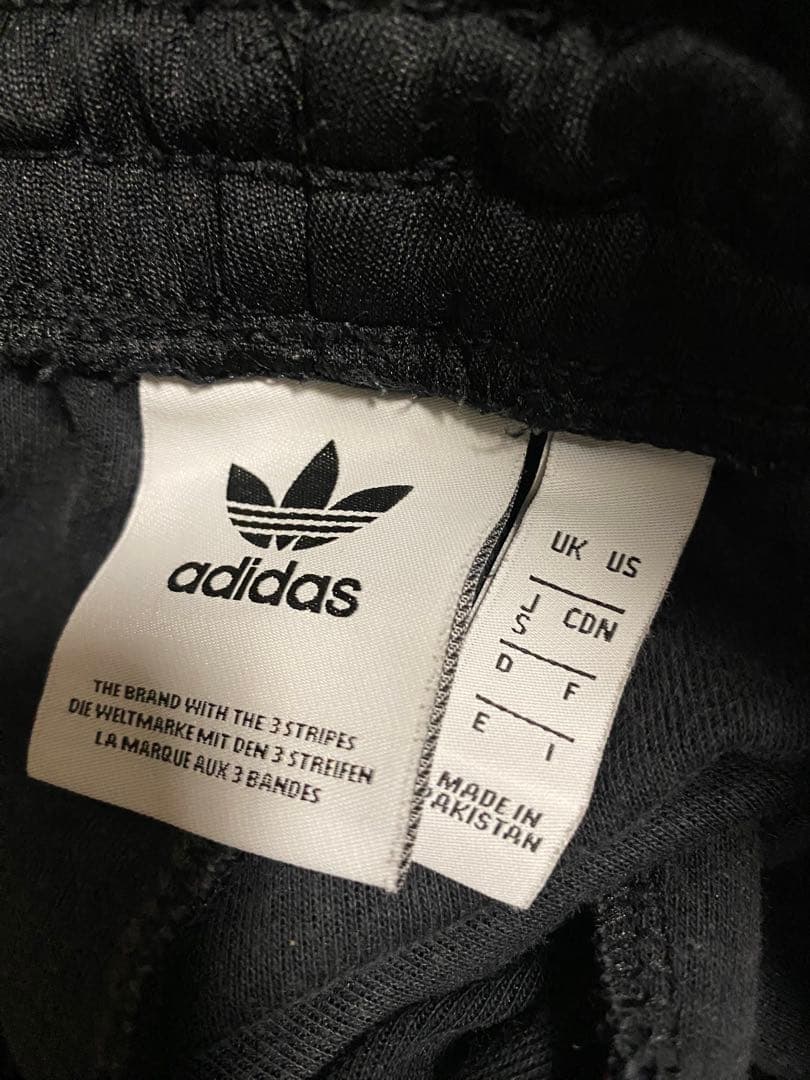 adidas
THE BRAND WITH THE 3 STRIPES
DIE WELTMARKE MIT DEN 3 STREIFEN
LA MARQUE AUX 3 BANDES
UK US
J CDN
S
D F
E I
MADE IN
PAKISTAN